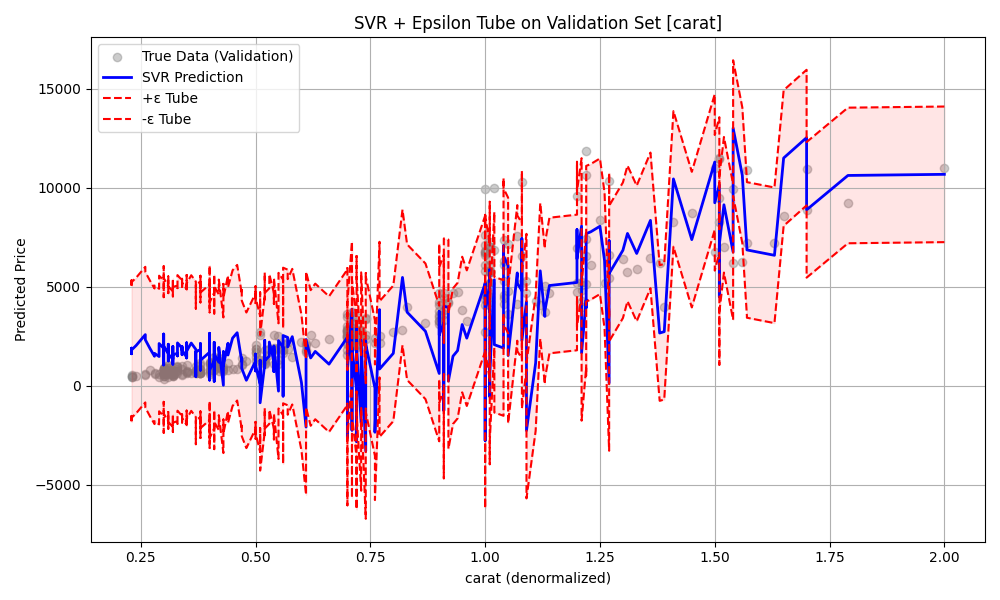 SVR + Epsilon Tube on Validation Set [carat]
True Data (Validation)
SVR Prediction
+ε Tube
-ε Tube
Predicted Price
15000
10000
5000
0
−5000
0.25 0.50 0.75 1.00 1.25 1.50 1.75 2.00
carat (denormalized)